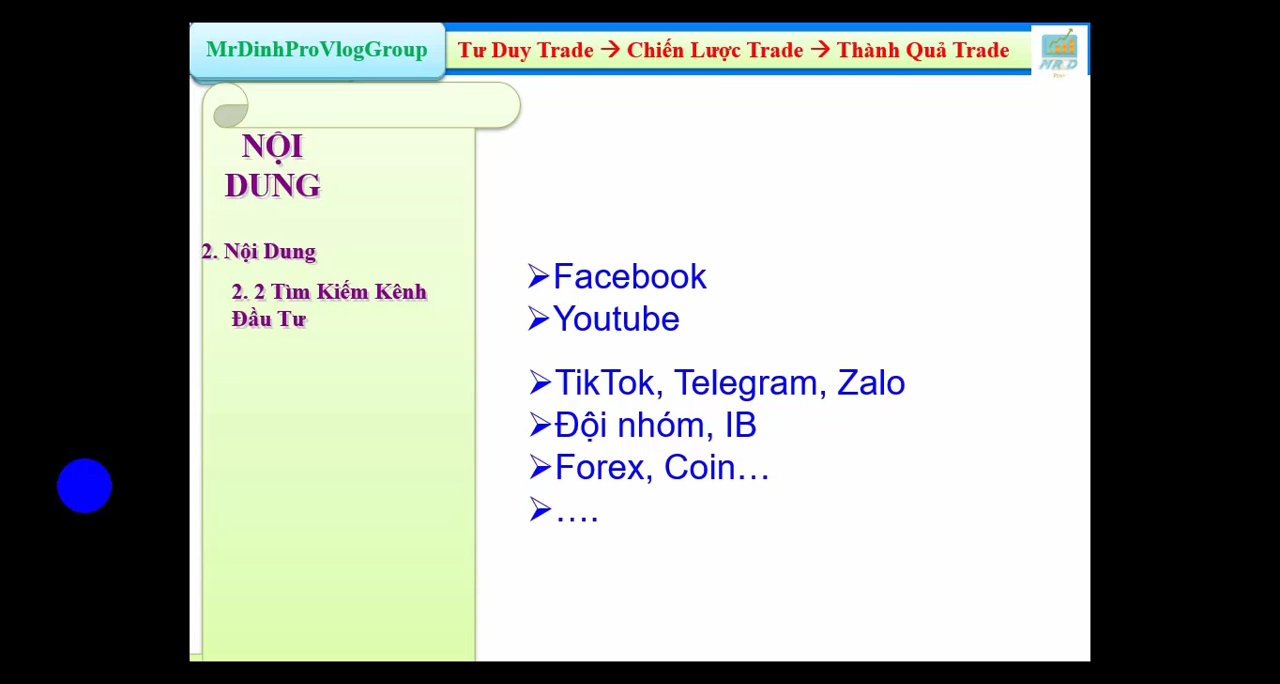 MrDinhProVlogGroup
Tư Duy Trade → Chiến Lược Trade → Thành Quả Trade
MR.D
NỘI
DUNG
2. Nội Dung
2. 2 Tìm Kiếm Kênh
Đầu Tư
➢Facebook
➢Youtube
➢TikTok, Telegram, Zalo
➢Đội nhóm, IB
➢Forex, Coin…
➢….